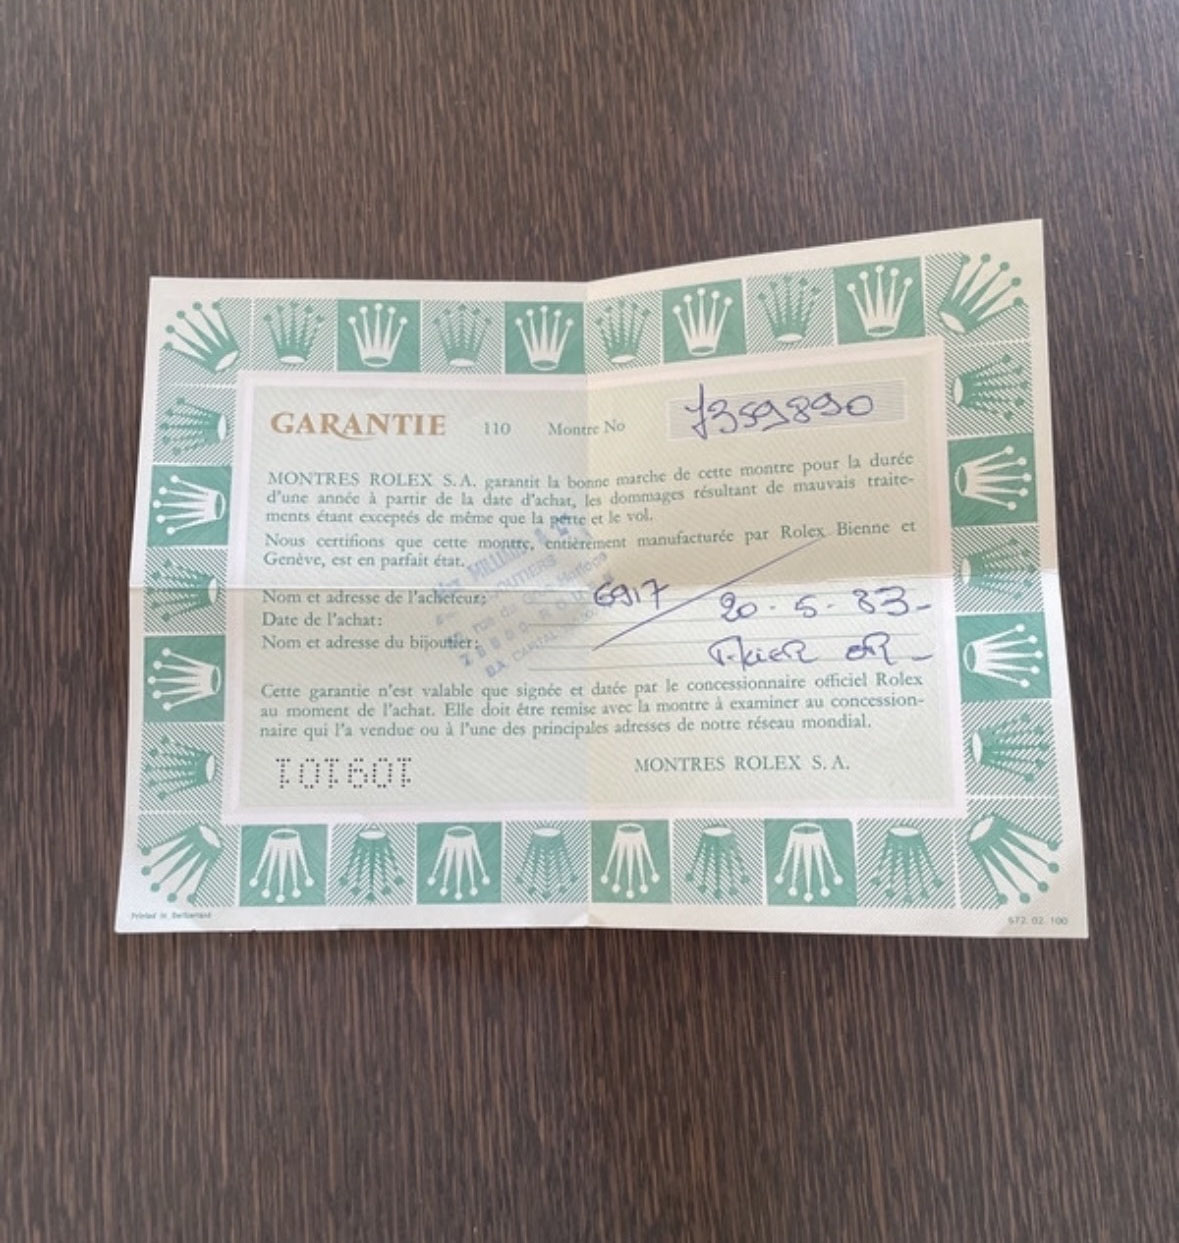 GARANTIE 110 Montre No 7359890
MONTRES ROLEX S.A. garantit la bonne marche de cette montre pour la durée
d'une année à partir de la date d'achat, les dommages résultant de mauvais traite-
ments étant exceptés de même que la perte et le vol.
Nous certifions que cette montre, entièrement manufacturée par Rolex Bienne et
Genève, est en parfait état.
Nom et adresse de l'acheteur: 6917
Date de l'achat: 20-5-83-
Nom et adresse du bijoutier:
Cette garantie n'est valable que signée et datée par le concessionnaire officiel Rolex
au moment de l'achat. Elle doit être remise avec la montre à examiner au concession-
naire qui l'a vendue ou à l'une des principales adresses de notre réseau mondial.
MONTRES ROLEX S.A.
Printed in Switzerland
572. 02. 100